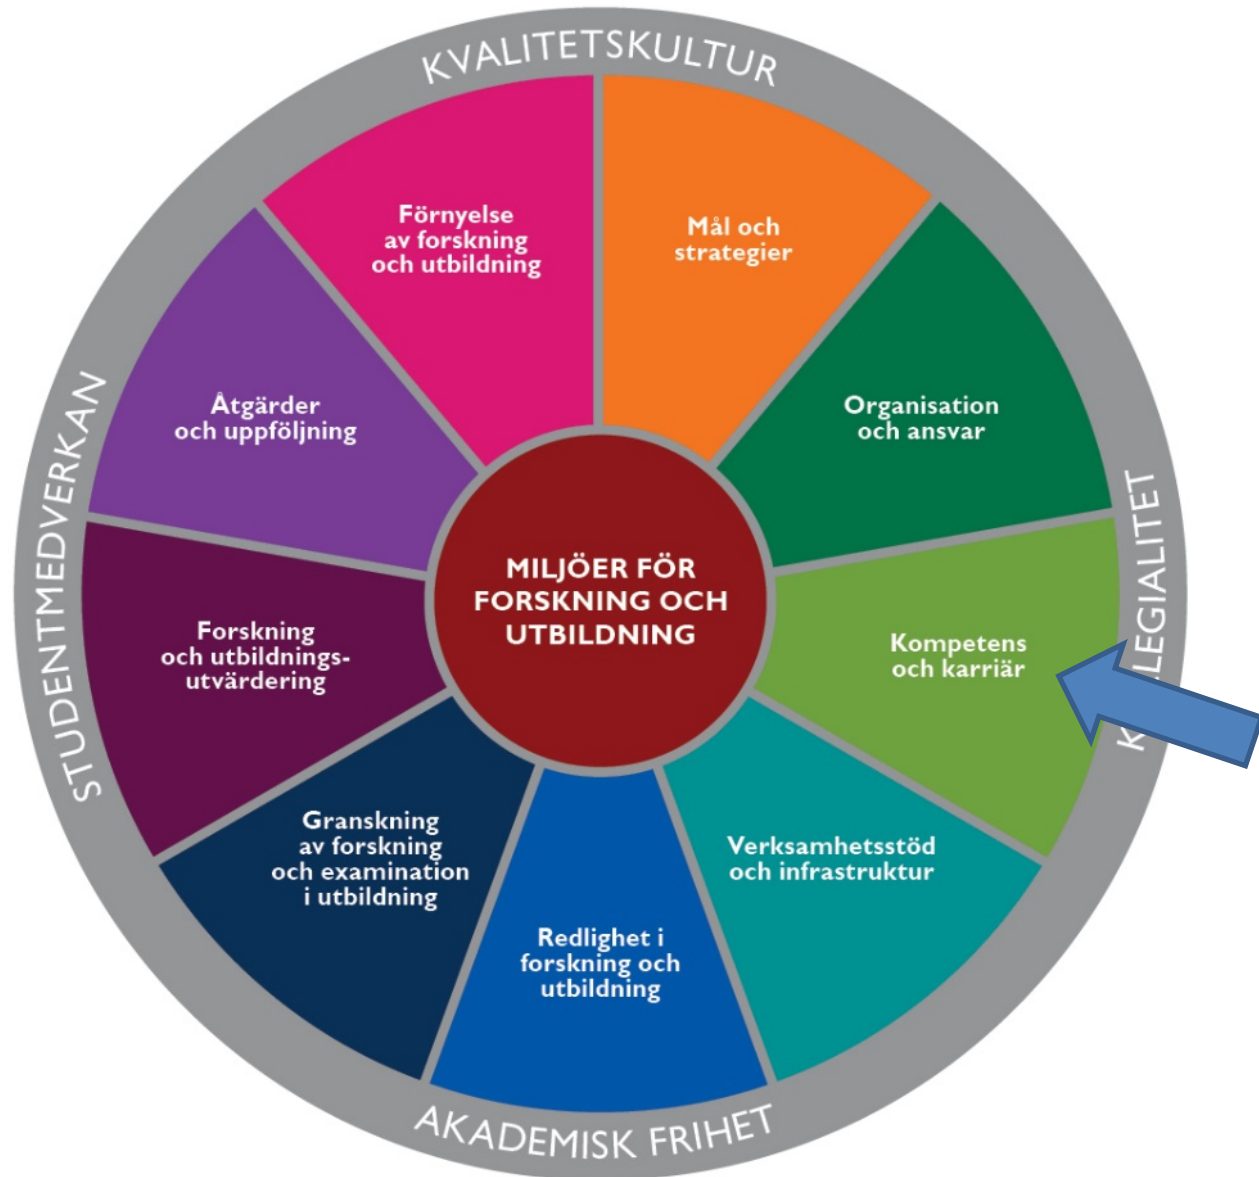 KVALITETSKULTUR
Förnyelse
av forskning
och utbildning
Mål och
strategier
Åtgärder
och uppföljning
Organisation
och ansvar
STUDENTMEDVERKAN
MILJÖER FÖR
FORSKNING OCH
UTBILDNING
Forskning
och utbildnings-
utvärdering
Kompetens
och karriär
Granskning
av forskning
och examination
i utbildning
Verksamhetsstöd
och infrastruktur
Redlighet i
forskning och
utbildning
AKADEMISK FRIHET